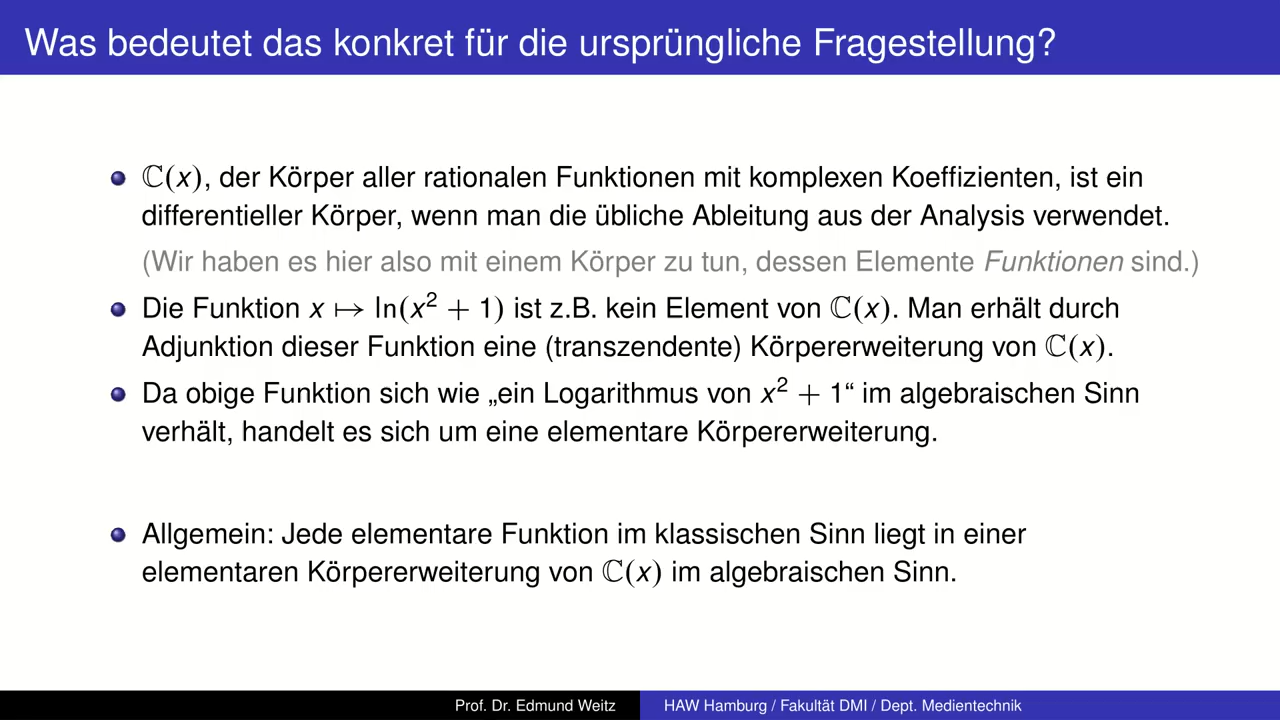 Was bedeutet das konkret für die ursprüngliche Fragestellung?
ℂ(x), der Körper aller rationalen Funktionen mit komplexen Koeffizienten, ist ein
differentieller Körper, wenn man die übliche Ableitung aus der Analysis verwendet.
(Wir haben es hier also mit einem Körper zu tun, dessen Elemente Funktionen sind.)
Die Funktion x ↦ ln(x² + 1) ist z.B. kein Element von ℂ(x). Man erhält durch
Adjunktion dieser Funktion eine (transzendente) Körpererweiterung von ℂ(x).
Da obige Funktion sich wie „ein Logarithmus von x² + 1“ im algebraischen Sinn
verhält, handelt es sich um eine elementare Körpererweiterung.
Allgemein: Jede elementare Funktion im klassischen Sinn liegt in einer
elementaren Körpererweiterung von ℂ(x) im algebraischen Sinn.
Prof. Dr. Edmund Weitz HAW Hamburg / Fakultät DMI / Dept. Medientechnik